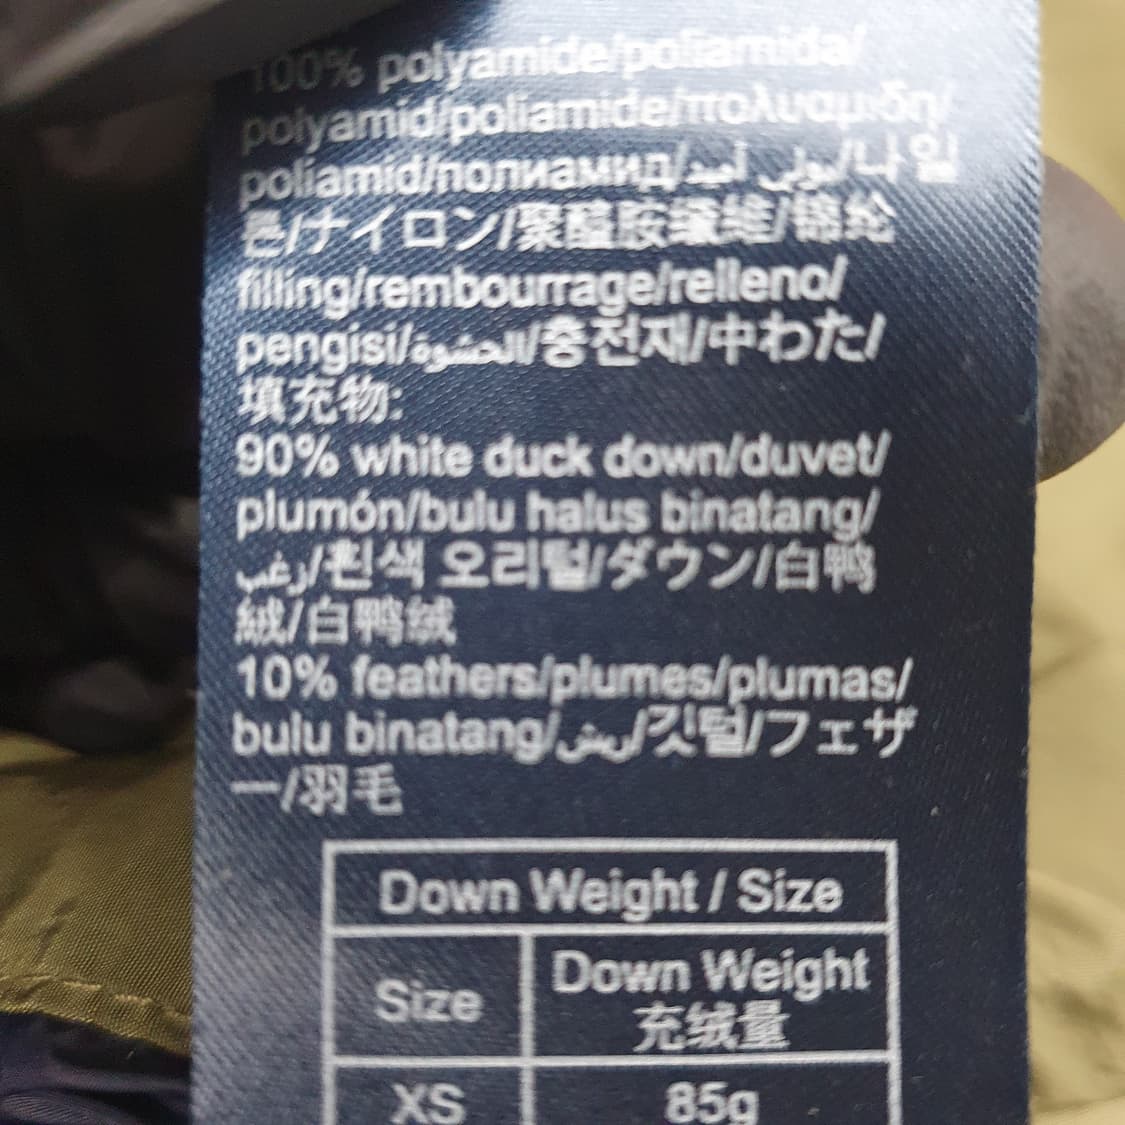 100% polyamide/poliamida/
polyamid/poliamide/πολυαμιδη/
poliamid/полиамид/بولي أميد/나일
론/ナイロン/聚醯胺纖維/锦纶
filling/rembourrage/relleno/
pengisi/الحشوة/충전재/中わた/
填充物:
90% white duck down/duvet/
plumón/bulu halus binatang/
زغب/흰색 오리털/ダウン/白鴨
絨/白鸭绒
10% feathers/plumes/plumas/
bulu binatang/ريش/깃털/フェザ
ー/羽毛
Down Weight / Size
Size
Down Weight
充绒量
XS 85g